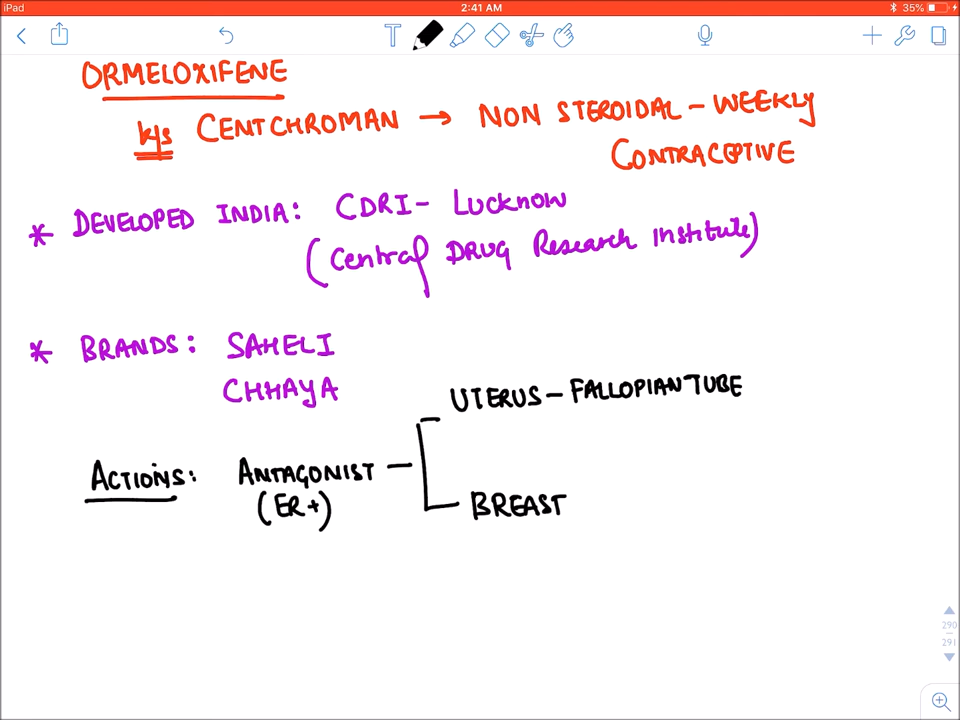 iPad
2:41 AM
35%
ORMELOXIFENE
k/s CENTCHROMAN → NON STEROIDAL - WEEKLY
CONTRACEPTIVE
* DEVELOPED INDIA: CDRI - Lucknow
(Central DRUG Research Institute)
* BRANDS: SAHELI
CHHAYA
UTERUS - FALLOPIAN TUBE
ACTIONS: ANTAGONIST
(ER+)
BREAST
290
291